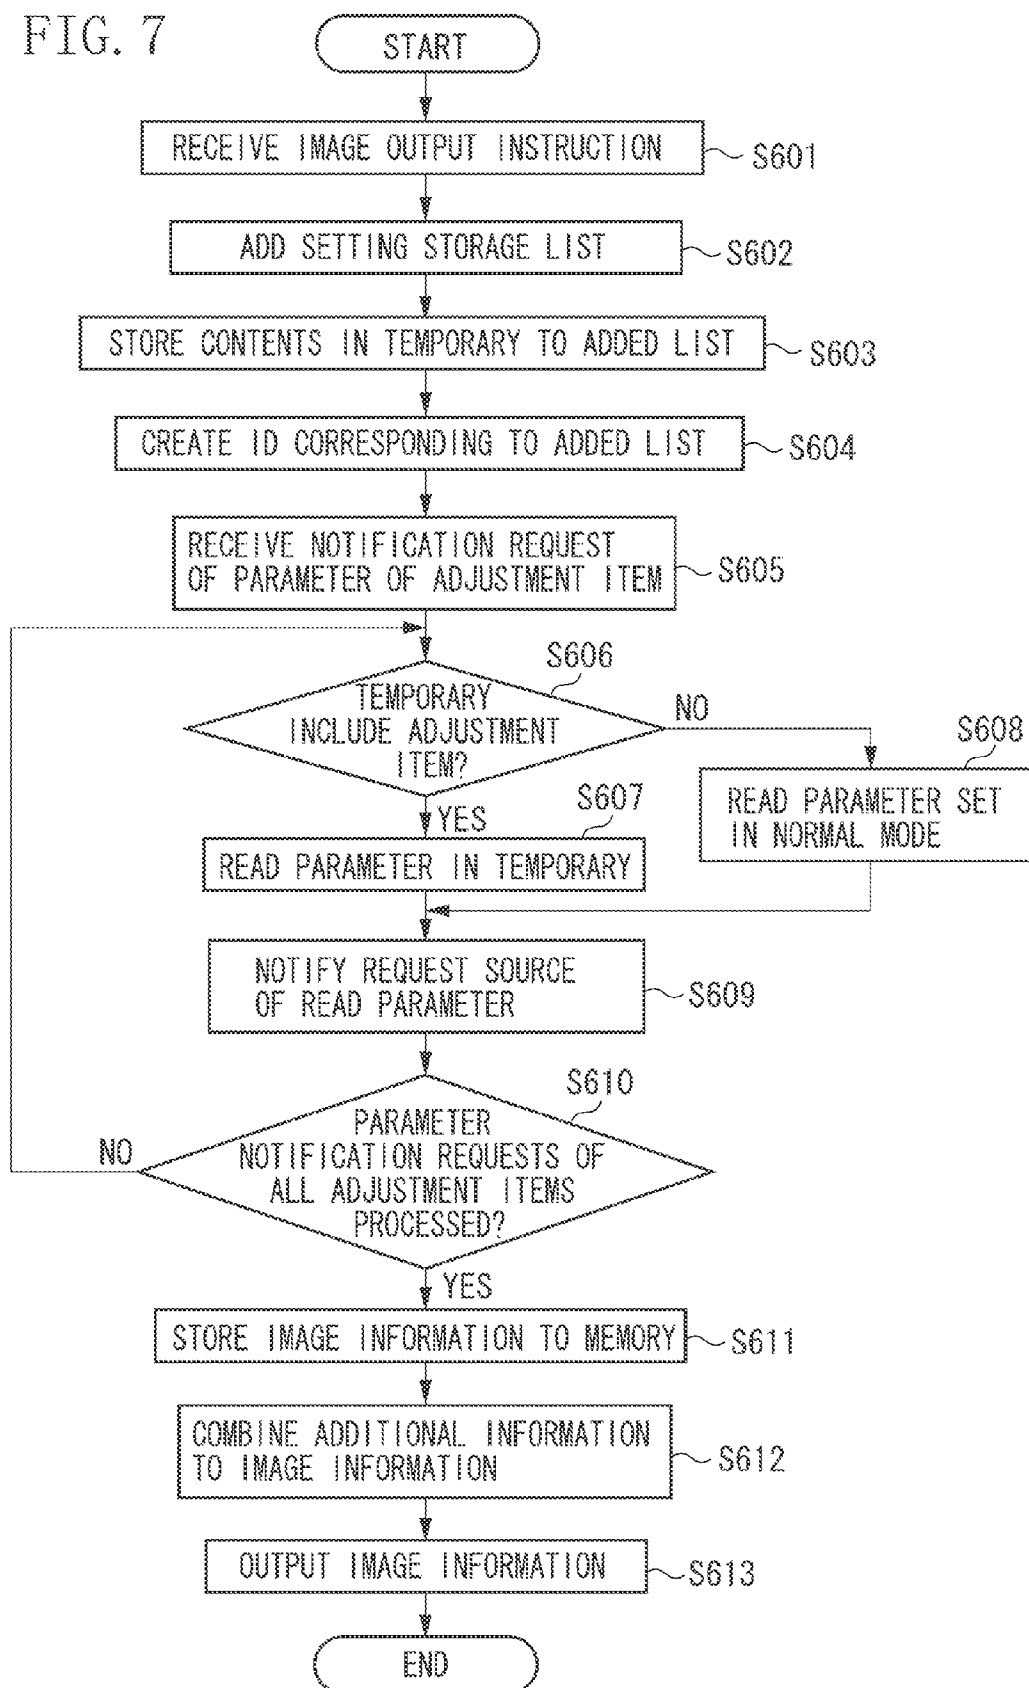 FIG. 7
START
RECEIVE IMAGE OUTPUT INSTRUCTION
S601
ADD SETTING STORAGE LIST
S602
STORE CONTENTS IN TEMPORARY TO ADDED LIST
S603
CREATE ID CORRESPONDING TO ADDED LIST
S604
RECEIVE NOTIFICATION REQUEST
OF PARAMETER OF ADJUSTMENT ITEM
S605
S606
TEMPORARY
INCLUDE ADJUSTMENT
ITEM?
NO
S608
READ PARAMETER SET
IN NORMAL MODE
YES
S607
READ PARAMETER IN TEMPORARY
NOTIFY REQUEST SOURCE
OF READ PARAMETER
S609
S610
PARAMETER
NOTIFICATION REQUESTS OF
ALL ADJUSTMENT ITEMS
PROCESSED?
NO
YES
STORE IMAGE INFORMATION TO MEMORY
S611
COMBINE ADDITIONAL INFORMATION
TO IMAGE INFORMATION
S612
OUTPUT IMAGE INFORMATION
S613
END